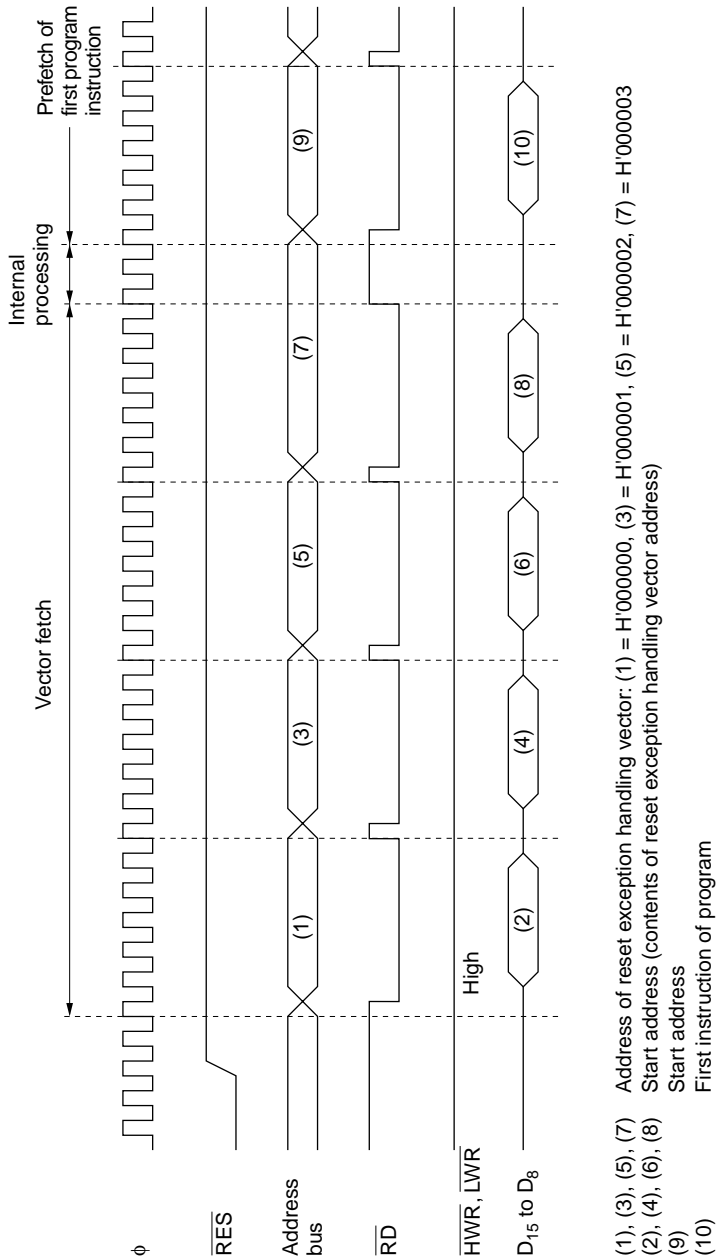 Vector fetch
Internal
processing
Prefetch of
first program
instruction
ϕ
RES
Address
bus
(1)
(3)
(5)
(7)
(9)
RD
HWR, LWR
High
D15 to D8
(2)
(4)
(6)
(8)
(10)
(1), (3), (5), (7) Address of reset exception handling vector: (1) = H'000000, (3) = H'000001, (5) = H'000002, (7) = H'000003
(2), (4), (6), (8) Start address (contents of reset exception handling vector address)
(9) Start address
(10) First instruction of program